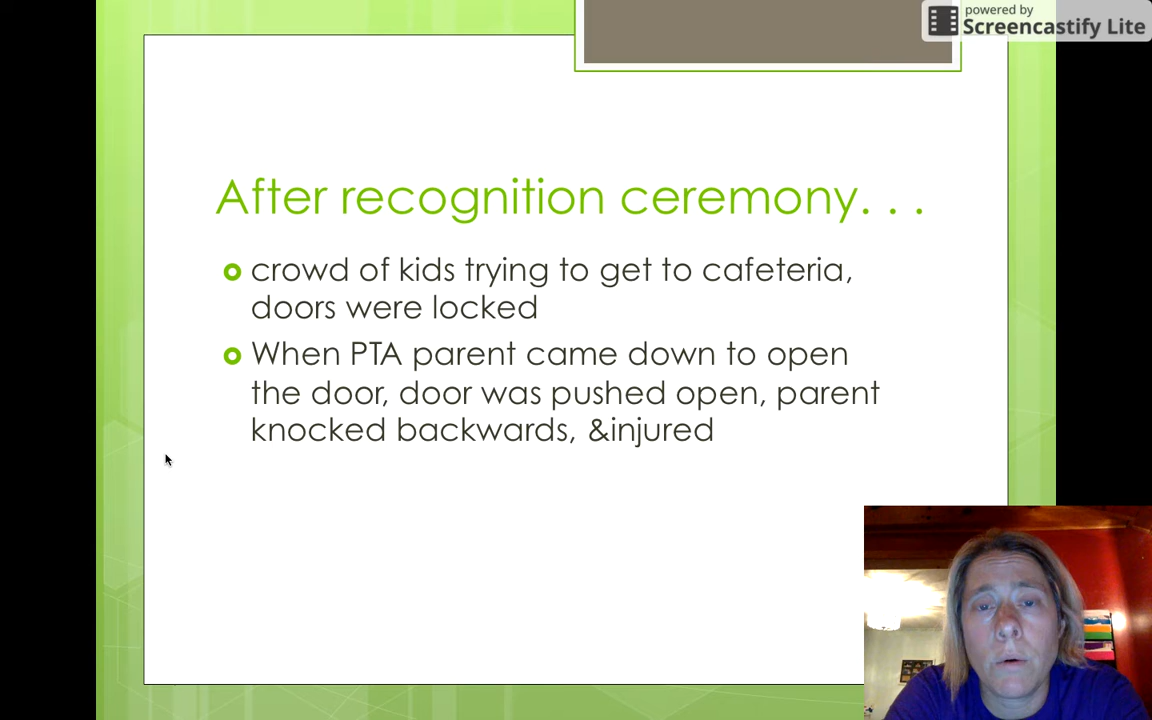 powered by
Screencastify Lite
After recognition ceremony. . .
crowd of kids trying to get to cafeteria,
doors were locked
When PTA parent came down to open
the door, door was pushed open, parent
knocked backwards, &injured